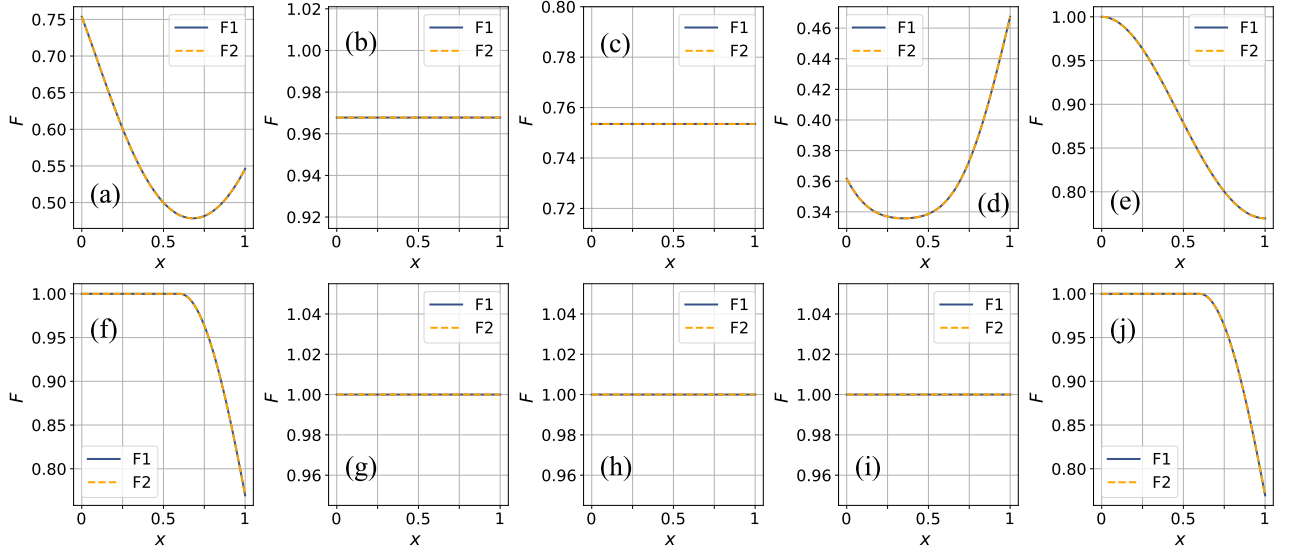 0.75
0.70
0.65
0.60
0.55
0.50
F
F1
F2
(a)
0
0.5
1
x
1.02
1.00
0.98
0.96
0.94
0.92
F
(b)
F1
F2
0
0.5
1
x
0.80
0.78
0.76
0.74
0.72
F
(c)
F1
F2
0
0.5
1
x
0.46
0.44
0.42
0.40
0.38
0.36
0.34
F
F1
F2
(d)
0
0.5
1
x
1.00
0.95
0.90
0.85
0.80
F
F1
F2
(e)
0
0.5
1
x
1.00
0.95
0.90
0.85
0.80
F
(f)
F1
F2
0
0.5
1
x
1.04
1.02
1.00
0.98
0.96
F
F1
F2
(g)
0
0.5
1
x
1.04
1.02
1.00
0.98
0.96
F
F1
F2
(h)
0
0.5
1
x
1.04
1.02
1.00
0.98
0.96
F
F1
F2
(i)
0
0.5
1
x
1.00
0.95
0.90
0.85
0.80
F
(j)
F1
F2
0
0.5
1
x